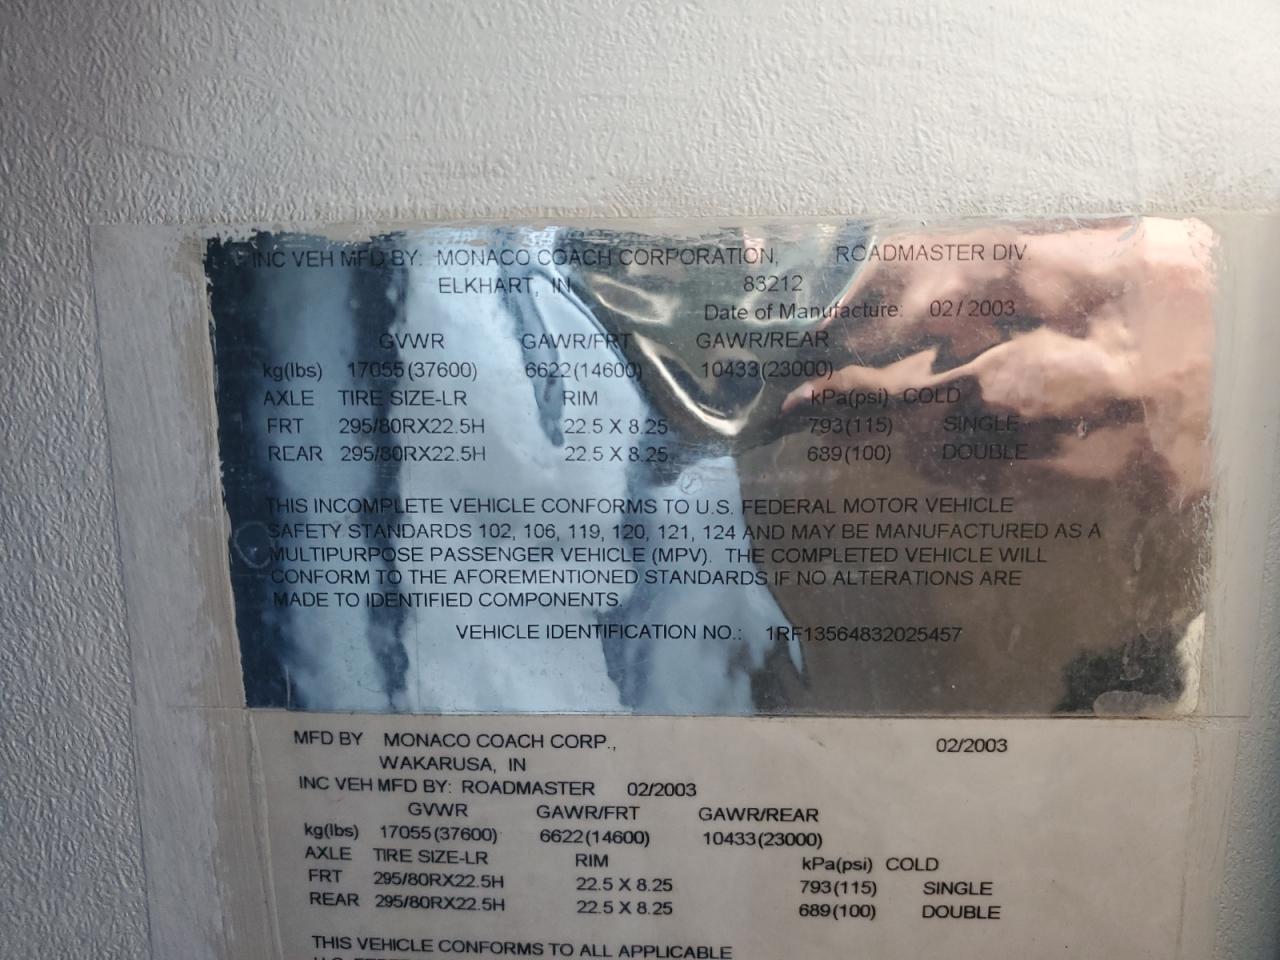 INC VEH MFD BY: MONACO COACH CORPORATION, ROADMASTER DIV.
ELKHART, IN 83212
Date of Manufacture: 02/2003
GVWR GAWR/FRT GAWR/REAR
kg(lbs) 17055(37600) 6622(14600) 10433(23000)
AXLE TIRE SIZE-LR RIM kPa(psi) COLD
FRT 295/80RX22.5H 22.5 X 8.25 793(115) SINGLE
REAR 295/80RX22.5H 22.5 X 8.25 689(100) DOUBLE
THIS INCOMPLETE VEHICLE CONFORMS TO U.S. FEDERAL MOTOR VEHICLE
SAFETY STANDARDS 102, 106, 119, 120, 121, 124 AND MAY BE MANUFACTURED AS A
MULTIPURPOSE PASSENGER VEHICLE (MPV). THE COMPLETED VEHICLE WILL
CONFORM TO THE AFOREMENTIONED STANDARDS IF NO ALTERATIONS ARE
MADE TO IDENTIFIED COMPONENTS.
VEHICLE IDENTIFICATION NO.: 1RF13564832025457
MFD BY MONACO COACH CORP., 02/2003
WAKARUSA, IN
INC VEH MFD BY: ROADMASTER 02/2003
GVWR GAWR/FRT GAWR/REAR
kg(lbs) 17055(37600) 6622(14600) 10433(23000)
AXLE TIRE SIZE-LR RIM kPa(psi) COLD
FRT 295/80RX22.5H 22.5 X 8.25 793(115) SINGLE
REAR 295/80RX22.5H 22.5 X 8.25 689(100) DOUBLE
THIS VEHICLE CONFORMS TO ALL APPLICABLE